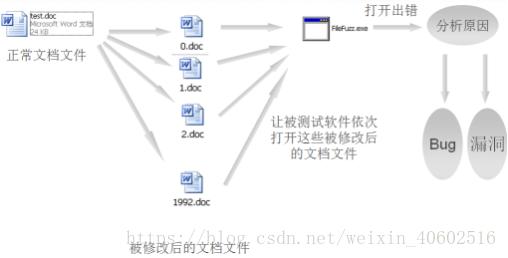 test.doc
Microsoft Word 文档
24 KB
正常文档文件
0.doc
1.doc
2.doc
1992.doc
被修改后的文档文件
FileFuzz.exe
让被测试软件依次
打开这些被修改后
的文档文件
打开出错
分析原因
Bug
漏洞
https://blog.csdn.net/weixin_40602516